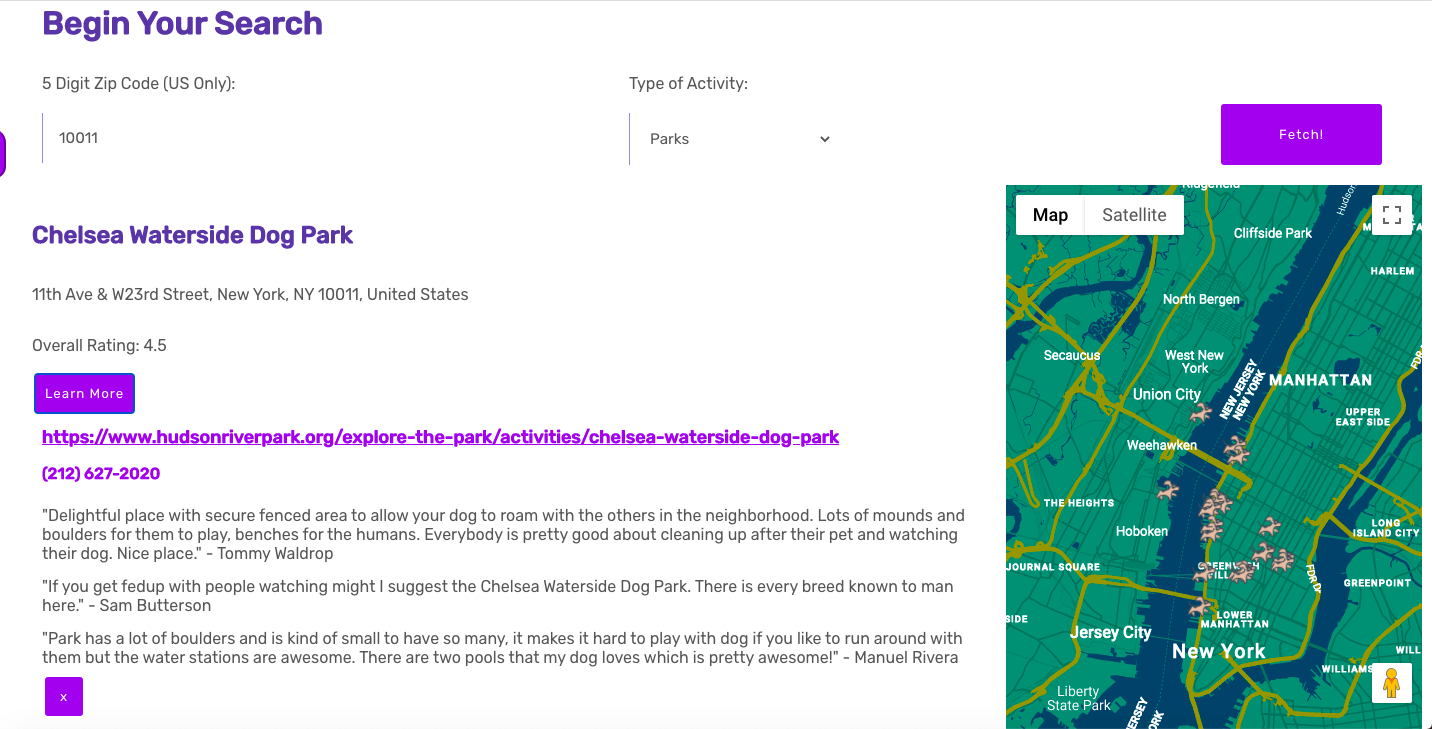 Begin Your Search
5 Digit Zip Code (US Only):
Type of Activity:
10011
Parks
Fetch!
Chelsea Waterside Dog Park
11th Ave & W23rd Street, New York, NY 10011, United States
Overall Rating: 4.5
Learn More
https://www.hudsonriverpark.org/explore-the-park/activities/chelsea-waterside-dog-park
(212) 627-2020
"Delightful place with secure fenced area to allow your dog to roam with the others in the neighborhood. Lots of mounds and
boulders for them to play, benches for the humans. Everybody is pretty good about cleaning up after their pet and watching
their dog. Nice place." - Tommy Waldrop
"If you get fedup with people watching might I suggest the Chelsea Waterside Dog Park. There is every breed known to man
here." - Sam Butterson
"Park has a lot of boulders and is kind of small to have so many, it makes it hard to play with dog if you like to run around with
them but the water stations are awesome. There are two pools that my dog loves which is pretty awesome!" - Manuel Rivera
x
Map
Satellite
Hudson
Cliffside Park
HARLEM
North Bergen
Secaucus
West New
York
Union City
NEW JERSEY
NEW YORK
MANHATTAN
UPPER
EAST SIDE
Weehawken
THE HEIGHTS
Hoboken
LONG
ISLAND CITY
JOURNAL SQUARE
FDR Dr
GREENPOINT
SIDE
LOWER
MANHATTAN
Jersey City
New York
WILL
WILLIAMS
Liberty
State Park
ERSEY
ORK